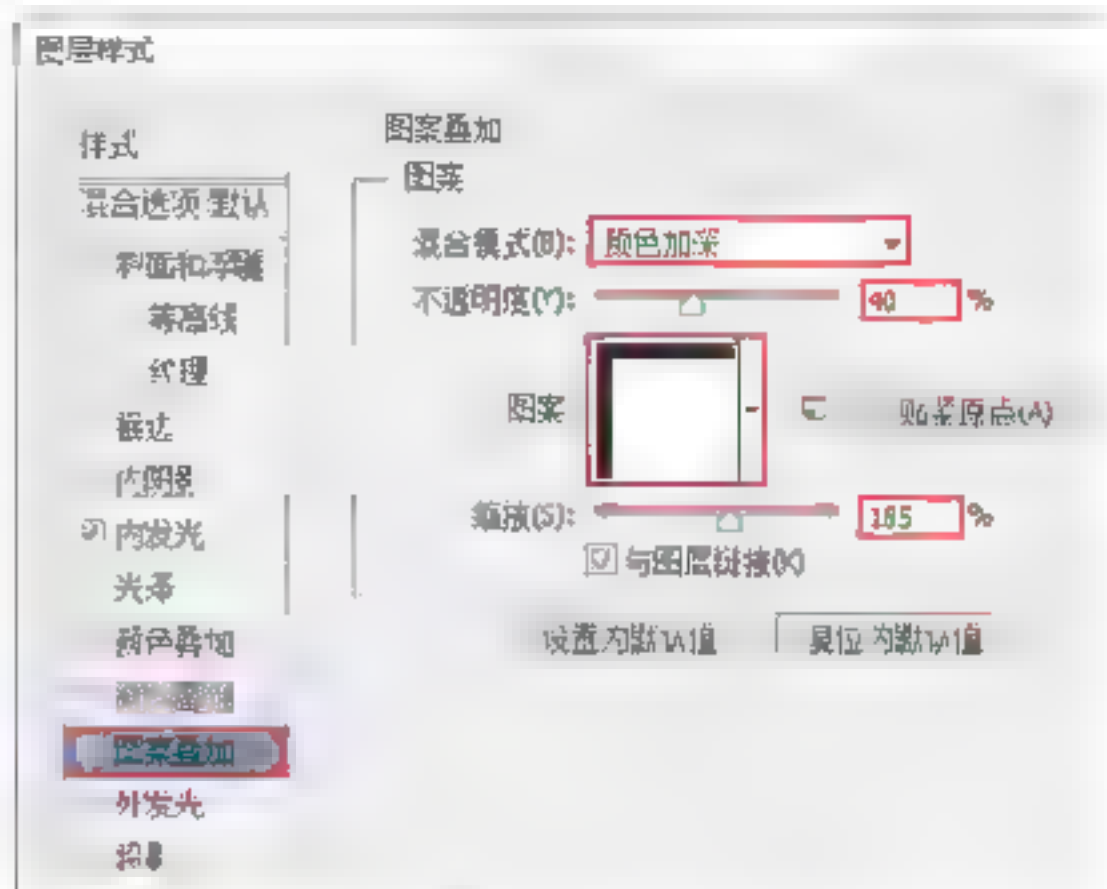 图层样式
样式
混合选项:默认
斜面和浮雕
等高线
纹理
描边
内阴影
内发光
光泽
颜色叠加
图案叠加
外发光
投影
图案叠加
图案
混合模式(B): 颜色加深
不透明度(Y): 40 %
图案 贴紧原点(A)
缩放(S): 185 %
与图层链接(K)
设置为默认值 复位为默认值